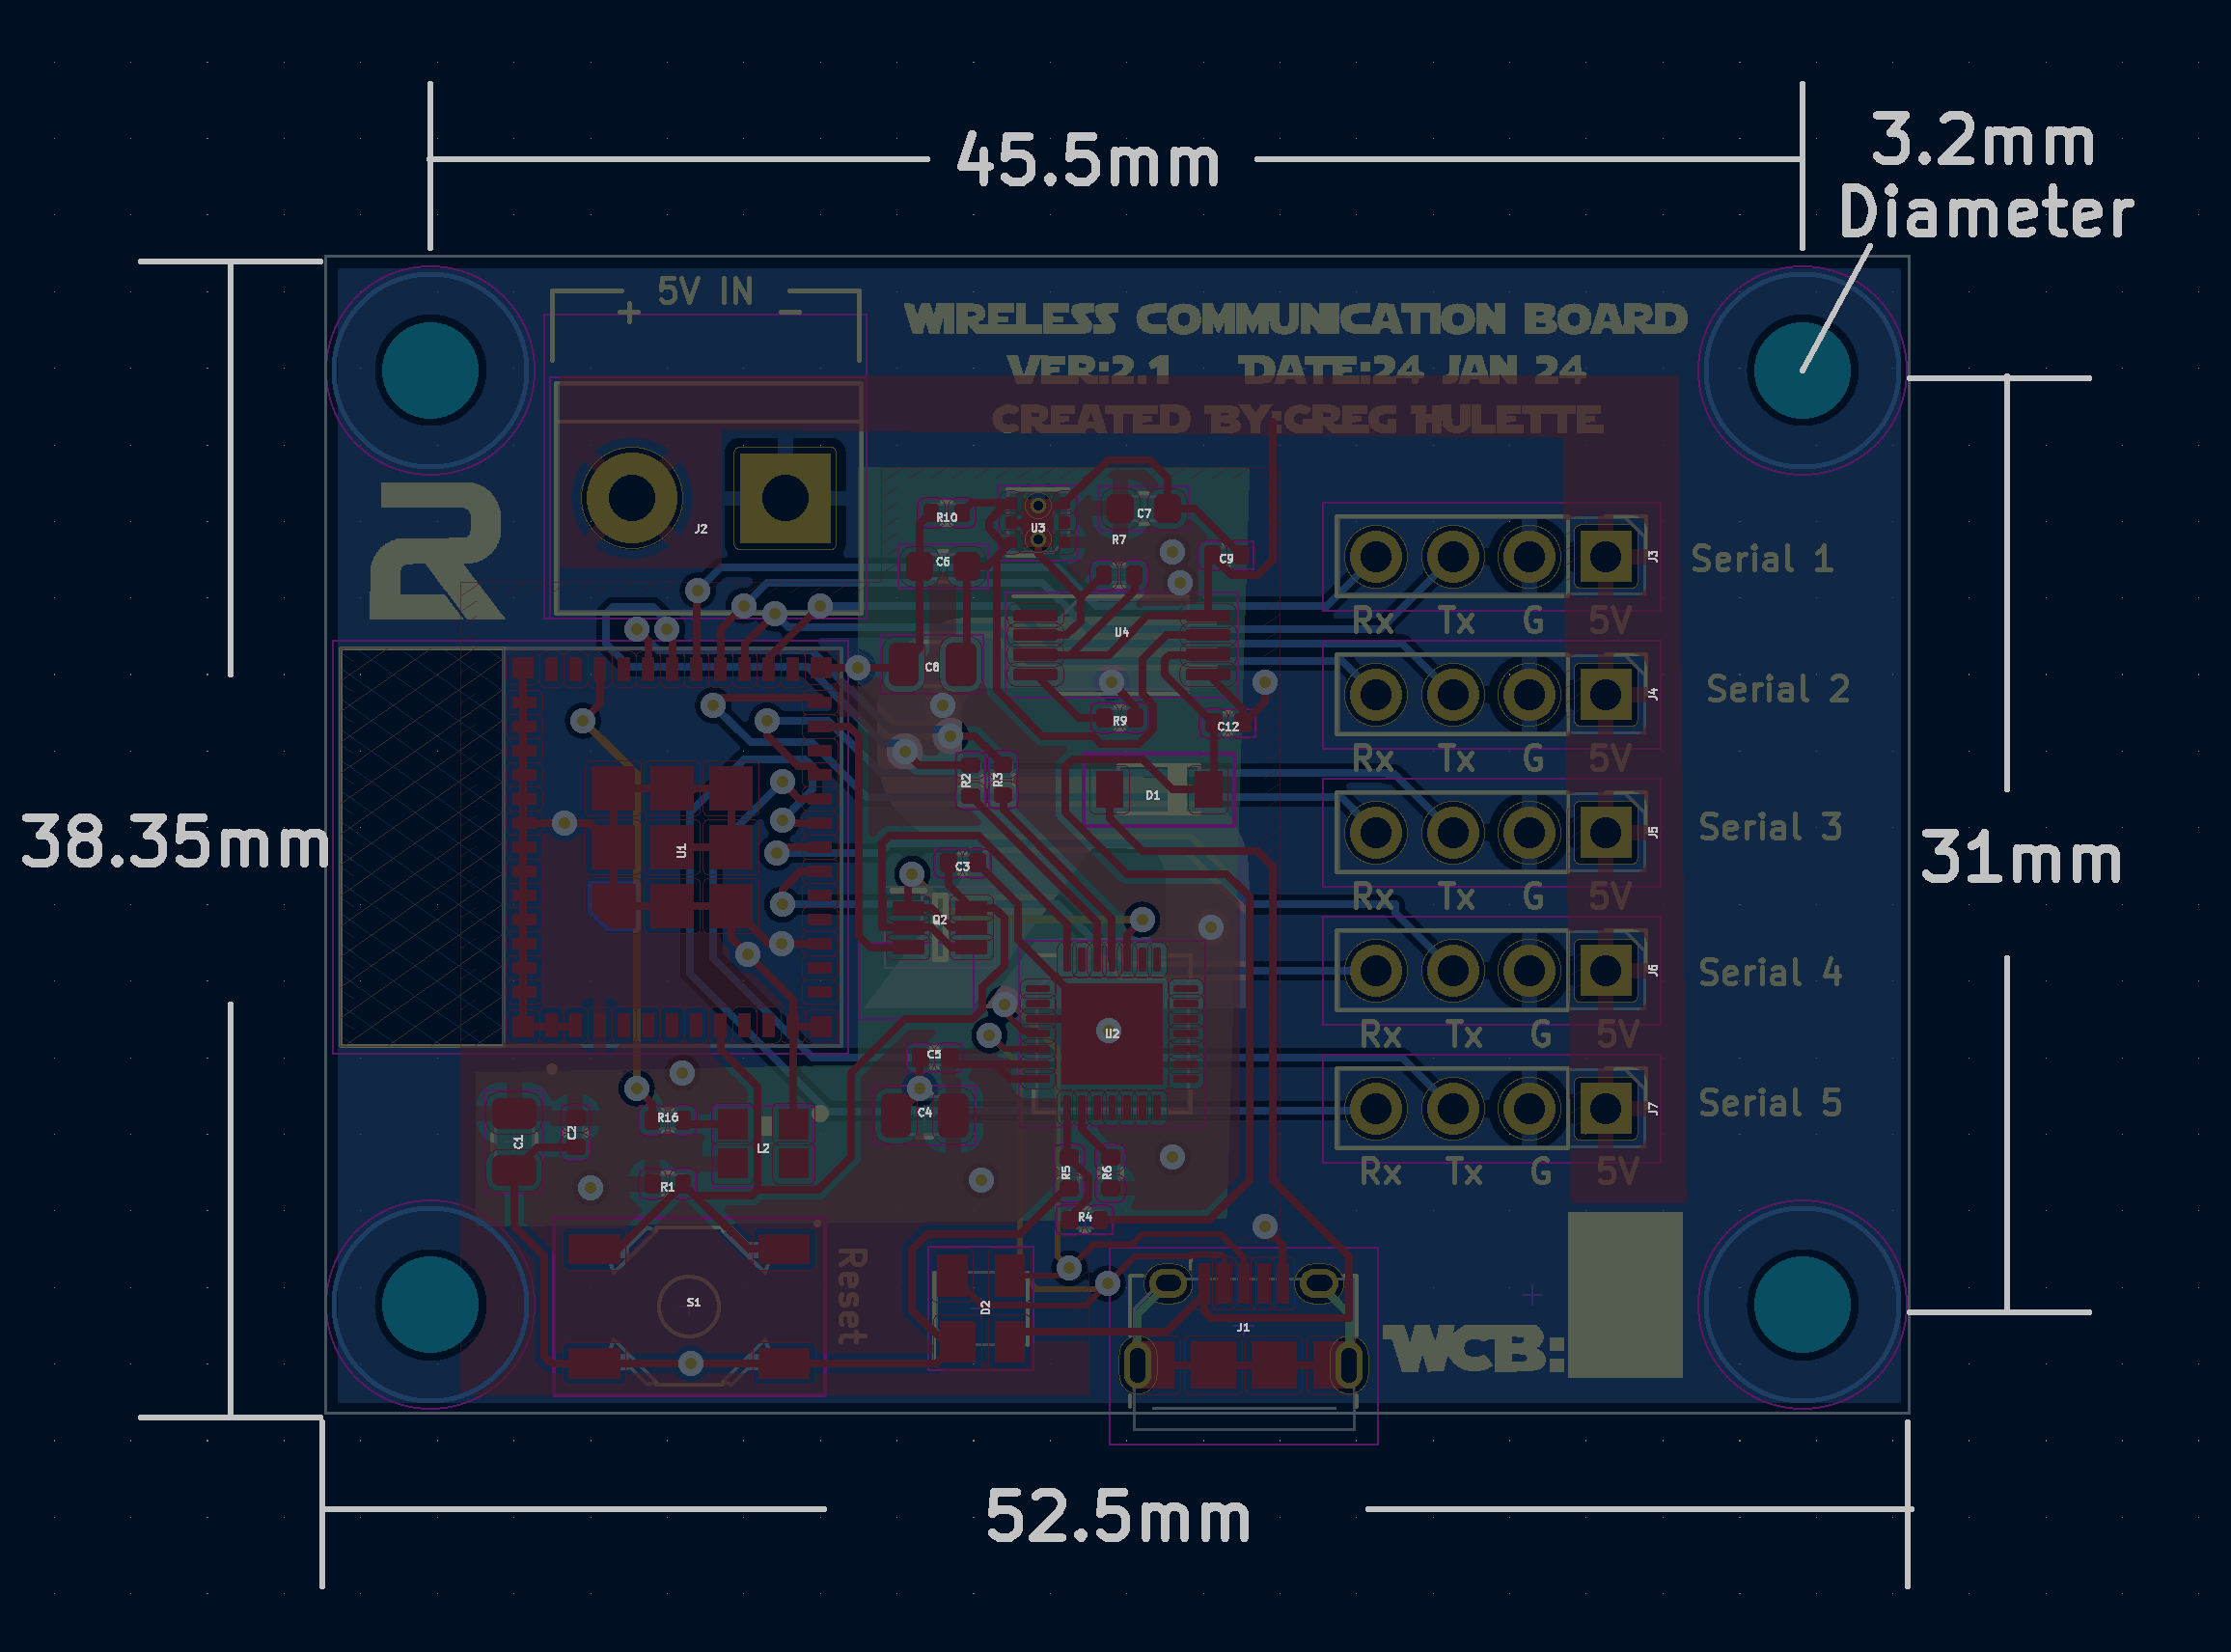 45.5mm
3.2mm
Diameter
5V IN
+ -
WIRELESS COMMUNICATION BOARD
VER:2.1 DATE:24 JAN 24
CREATED BY:GREG HULETTE
R
J2
R10
U3
C7
R7
C9
C6
J3
Serial 1
Rx Tx G 5V
U4
C8
J4
Serial 2
R9
C12
Rx Tx G 5V
R2
R3
D1
J5
Serial 3
38.35mm
U1
31mm
C3
Rx Tx G 5V
Q2
J6
Serial 4
U2
Rx Tx G 5V
C5
C4
J7
Serial 5
C1
C2
R16
L2
R5
R6
Rx Tx G 5V
R1
R4
Reset
S1
D2
J1
WCB:
52.5mm